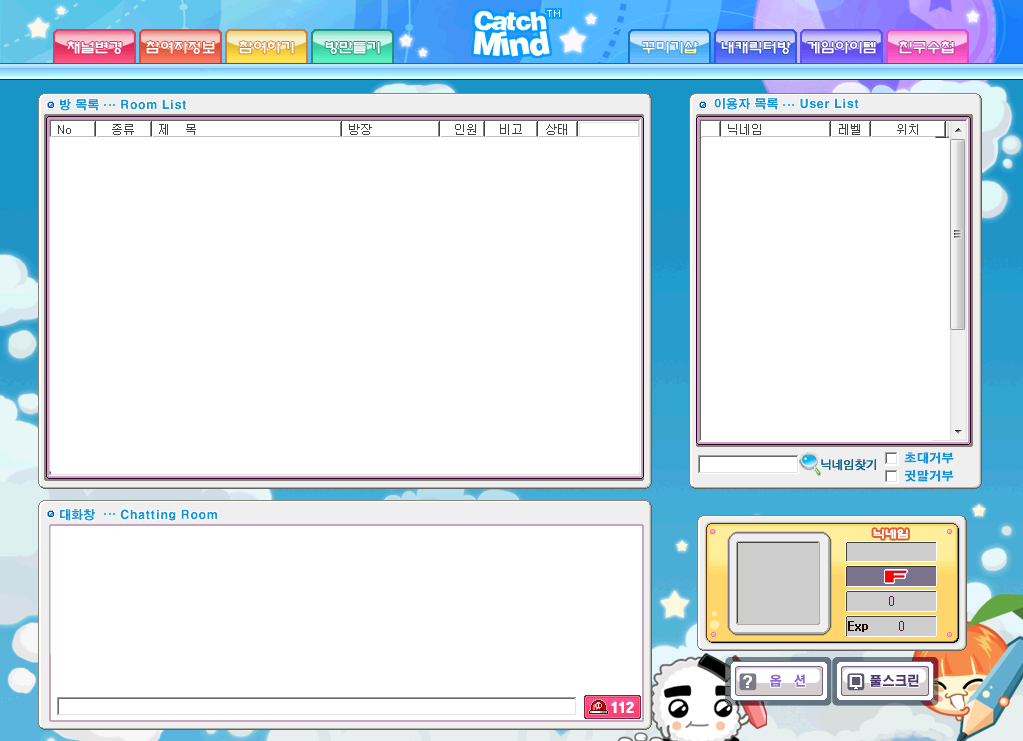 채널변경 참여자정보 참여하기 방만들기 Catch Mind TM 꾸미기샵 내캐릭터방 게임아이템 친구수첩
방 목록 ··· Room List
No 종류 제 목 방장 인원 비고 상태
이용자 목록 ··· User List
닉네임 레벨 위치
닉네임찾기 초대거부
귓말거부
대화창 ··· Chatting Room
112
닉네임
F
0
Exp 0
? 옵 션 풀스크린